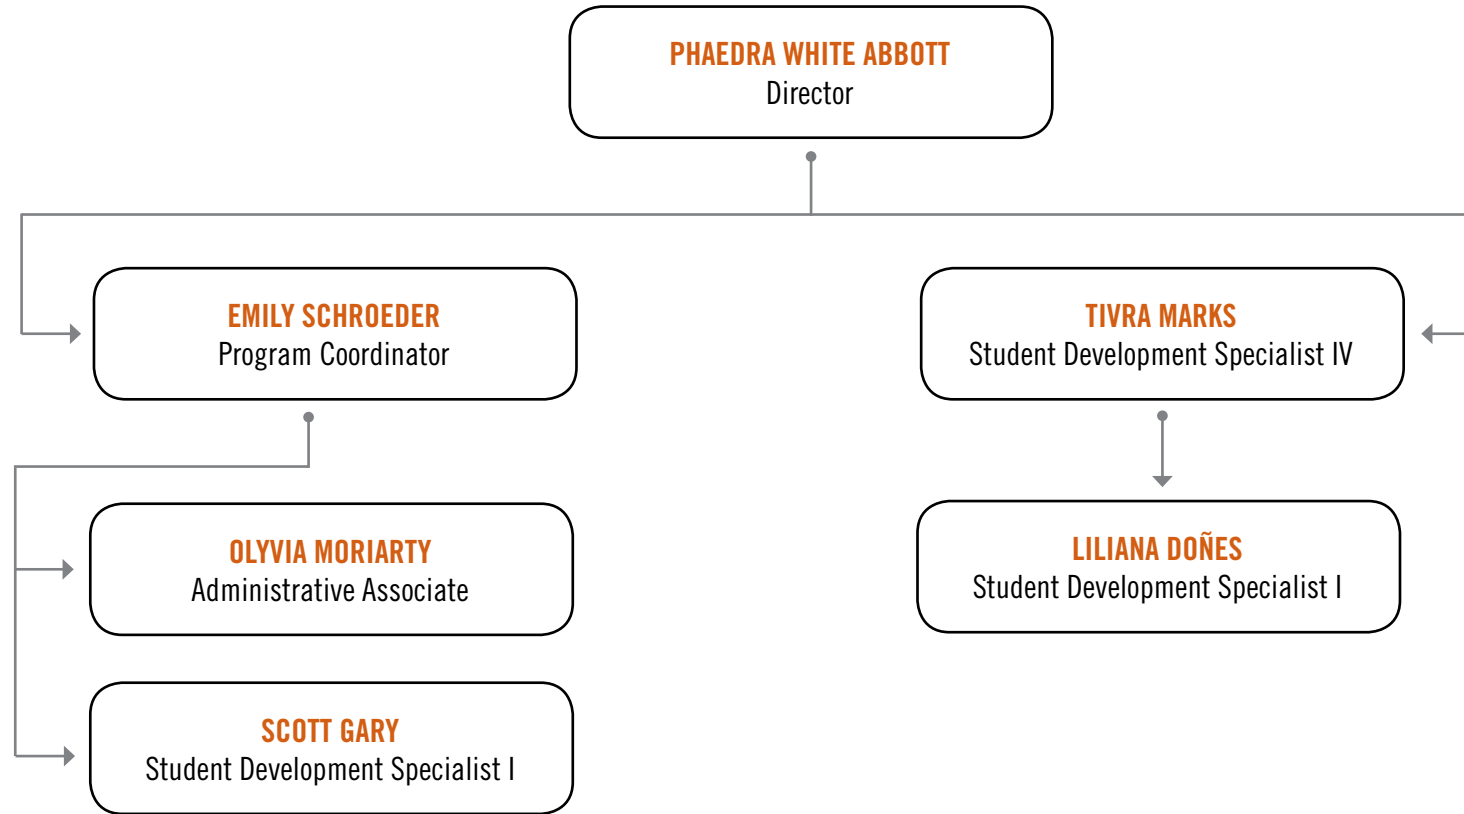 PHAEDRA WHITE ABBOTT
Director
EMILY SCHROEDER
Program Coordinator
TIVRA MARKS
Student Development Specialist IV
OLYVIA MORIARTY
Administrative Associate
LILIANA DOÑES
Student Development Specialist I
SCOTT GARY
Student Development Specialist I